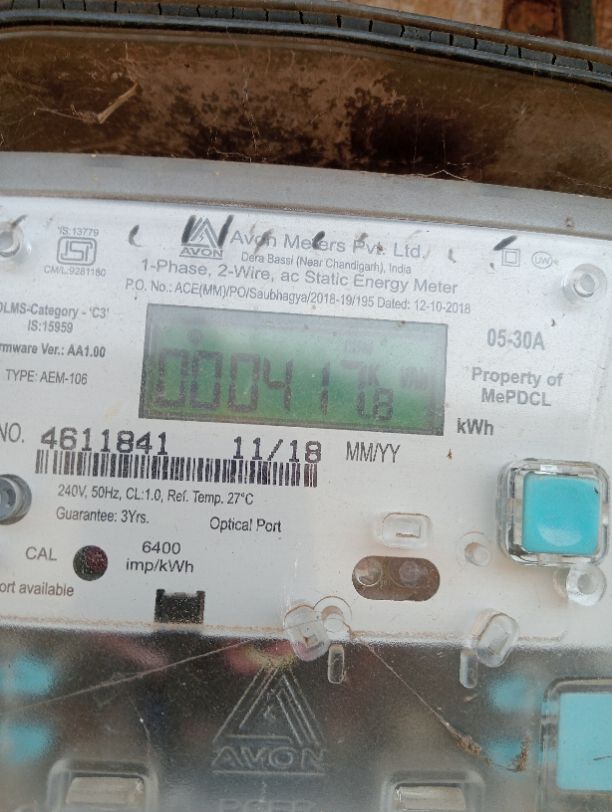 IS:13779
CM/L:9281180
AVON
Avon Meters Pvt. Ltd.
Dera Bassi (Near Chandigarh), India
1-Phase, 2-Wire, ac Static Energy Meter
P.O. No.: ACE(MM)/PO/Saubhagya/2018-19/195 Dated: 12-10-2018
DLMS-Category - 'C3'
IS:15959
rmware Ver.: AA1.00
TYPE: AEM-106
05-30A
Property of
MePDCL
kWh
NO. 4611841 11/18 MM/YY
240V, 50Hz, CL:1.0, Ref. Temp. 27°C
Guarantee: 3Yrs.
Optical Port
CAL
6400
imp/kWh
ort available
AVON